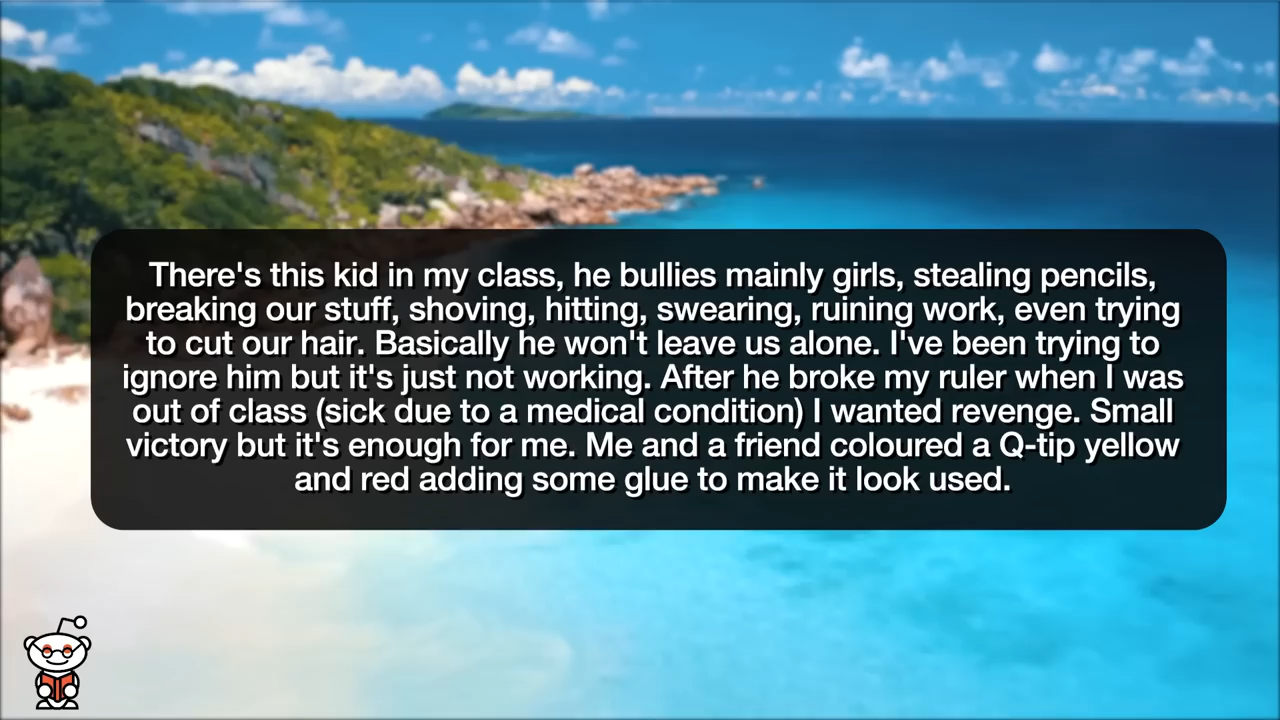 There's this kid in my class, he bullies mainly girls, stealing pencils,
breaking our stuff, shoving, hitting, swearing, ruining work, even trying
to cut our hair. Basically he won't leave us alone. I've been trying to
ignore him but it's just not working. After he broke my ruler when I was
out of class (sick due to a medical condition) I wanted revenge. Small
victory but it's enough for me. Me and a friend coloured a Q-tip yellow
and red adding some glue to make it look used.